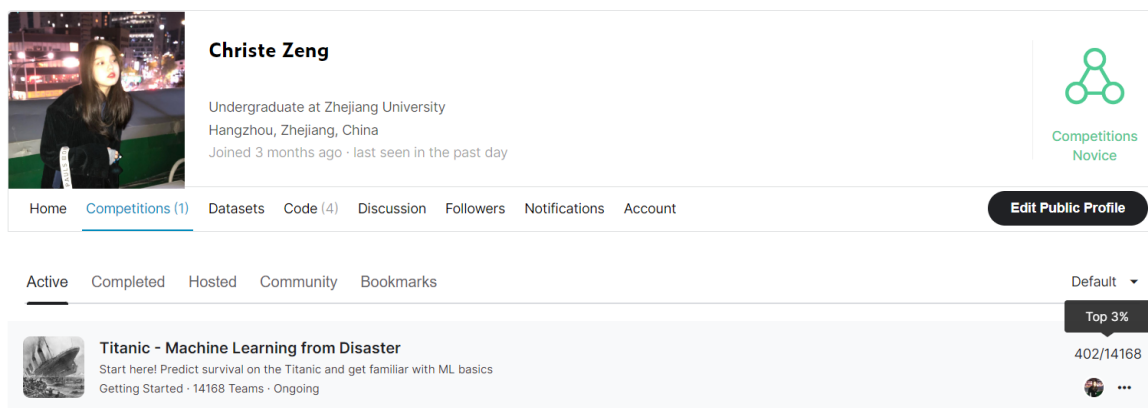 Christe Zeng
Undergraduate at Zhejiang University
Hangzhou, Zhejiang, China
Joined 3 months ago · last seen in the past day
Competitions
Novice
Home Competitions (1) Datasets Code (4) Discussion Followers Notifications Account Edit Public Profile
Active Completed Hosted Community Bookmarks Default
Top 3%
Titanic - Machine Learning from Disaster
402/14168
Start here! Predict survival on the Titanic and get familiar with ML basics
Getting Started · 14168 Teams · Ongoing